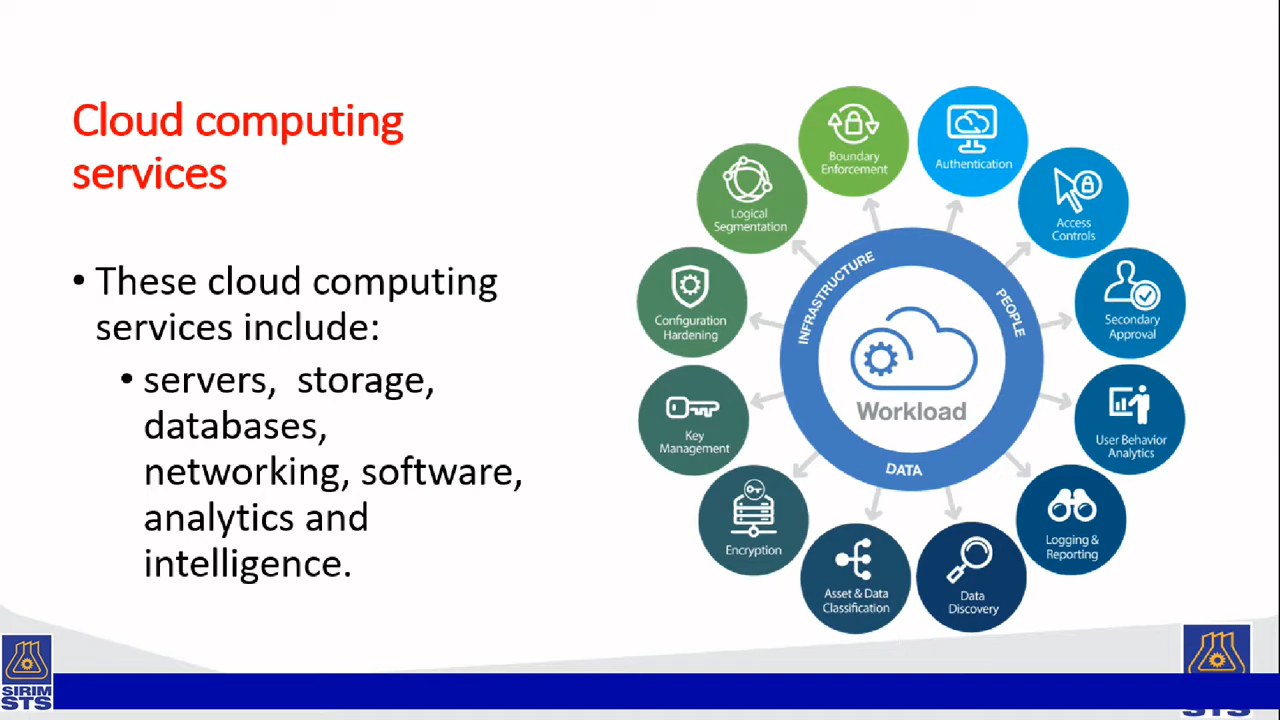 Cloud computing
services
• These cloud computing
services include:
• servers, storage,
databases,
networking, software,
analytics and
intelligence.
Boundary
Enforcement
Authentication
Access
Controls
Secondary
Approval
User Behavior
Analytics
Logging &
Reporting
Data
Discovery
Asset & Data
Classification
Encryption
Key
Management
Configuration
Hardening
Logical
Segmentation
INFRASTRUCTURE
PEOPLE
DATA
Workload
SIRIM
STS
STS